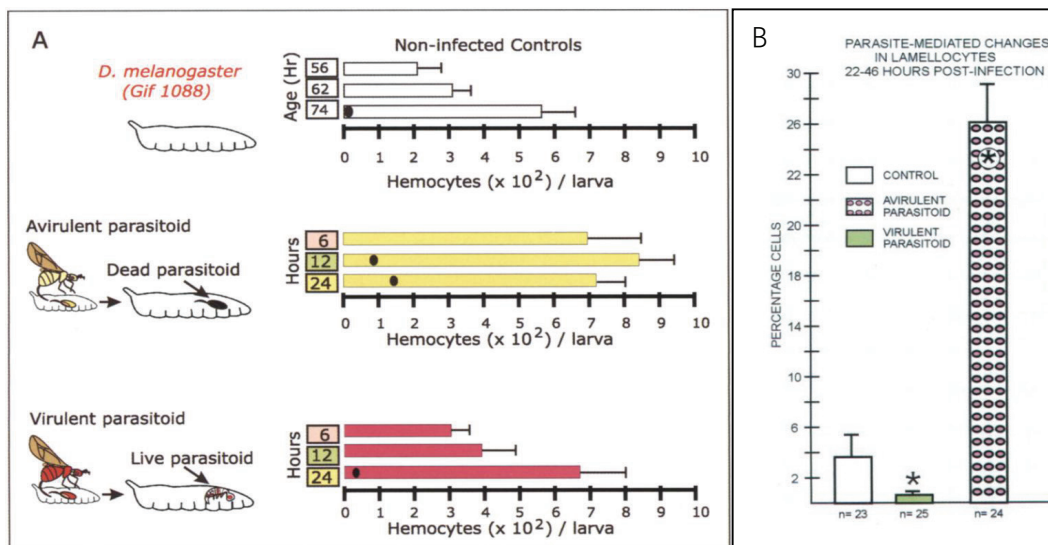 A
D. melanogaster
(Gif 1088)
Non-infected Controls
Age (Hr)
56
62
74
0 1 2 3 4 5 6 7 8 9 10
Hemocytes (x 10²) / larva
Avirulent parasitoid
Dead parasitoid
Hours
6
12
24
0 1 2 3 4 5 6 7 8 9 10
Hemocytes (x 10²) / larva
Virulent parasitoid
Live parasitoid
Hours
6
12
24
0 1 2 3 4 5 6 7 8 9 10
Hemocytes (x 10²) / larva
B
PARASITE-MEDIATED CHANGES
IN LAMELLOCYTES
22-46 HOURS POST-INFECTION
PERCENTAGE CELLS
30
26
22
20
18
14
10
6
2
*
*
CONTROL
AVIRULENT
PARASITOID
VIRULENT
PARASITOID
n= 23 n= 25 n= 24